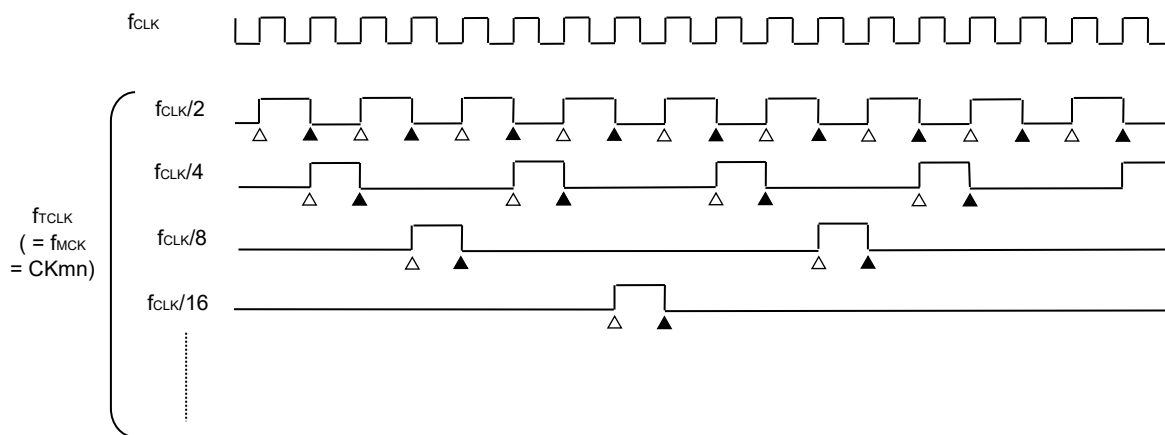 fCLK
fCLK/2
fCLK/4
fTCLK
( = fMCK
= CKmn)
fCLK/8
fCLK/16